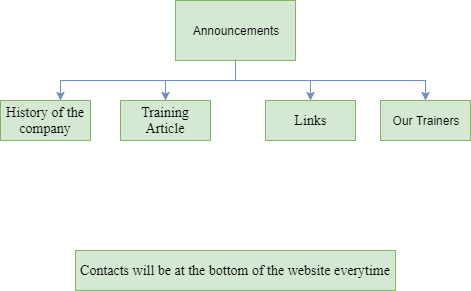 Announcements
History of the
company
Training
Article
Links
Our Trainers
Contacts will be at the bottom of the website everytime